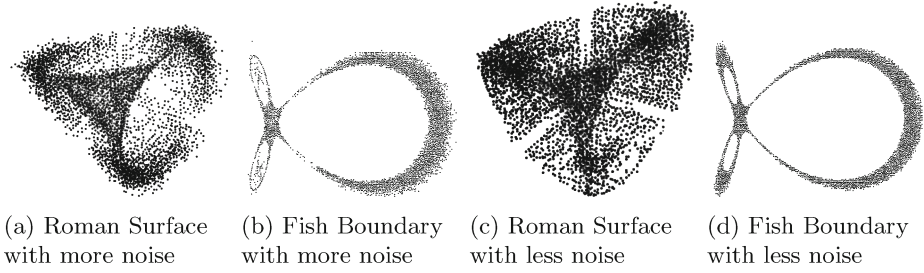 (a) Roman Surface
with more noise
(b) Fish Boundary
with more noise
(c) Roman Surface
with less noise
(d) Fish Boundary
with less noise